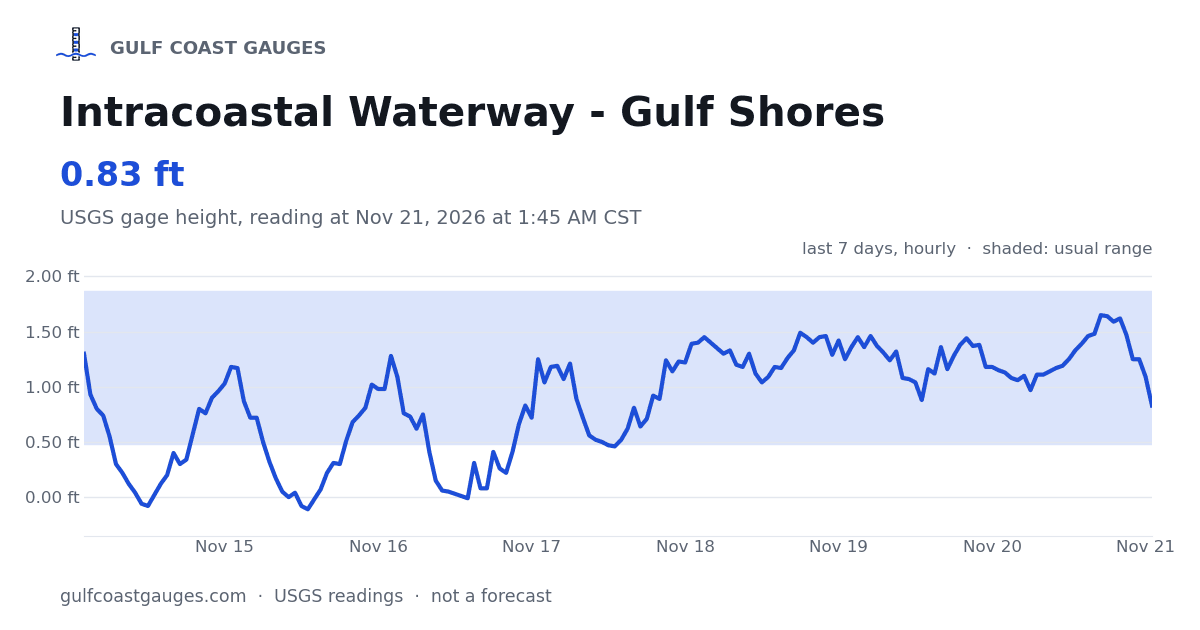 GULF COAST GAUGES
Intracoastal Waterway - Gulf Shores
0.83 ft
USGS gage height, reading at Nov 21, 2026 at 1:45 AM CST
last 7 days, hourly · shaded: usual range
2.00 ft
1.50 ft
1.00 ft
0.50 ft
0.00 ft
Nov 15 Nov 16 Nov 17 Nov 18 Nov 19 Nov 20 Nov 21
gulfcoastgauges.com · USGS readings · not a forecast